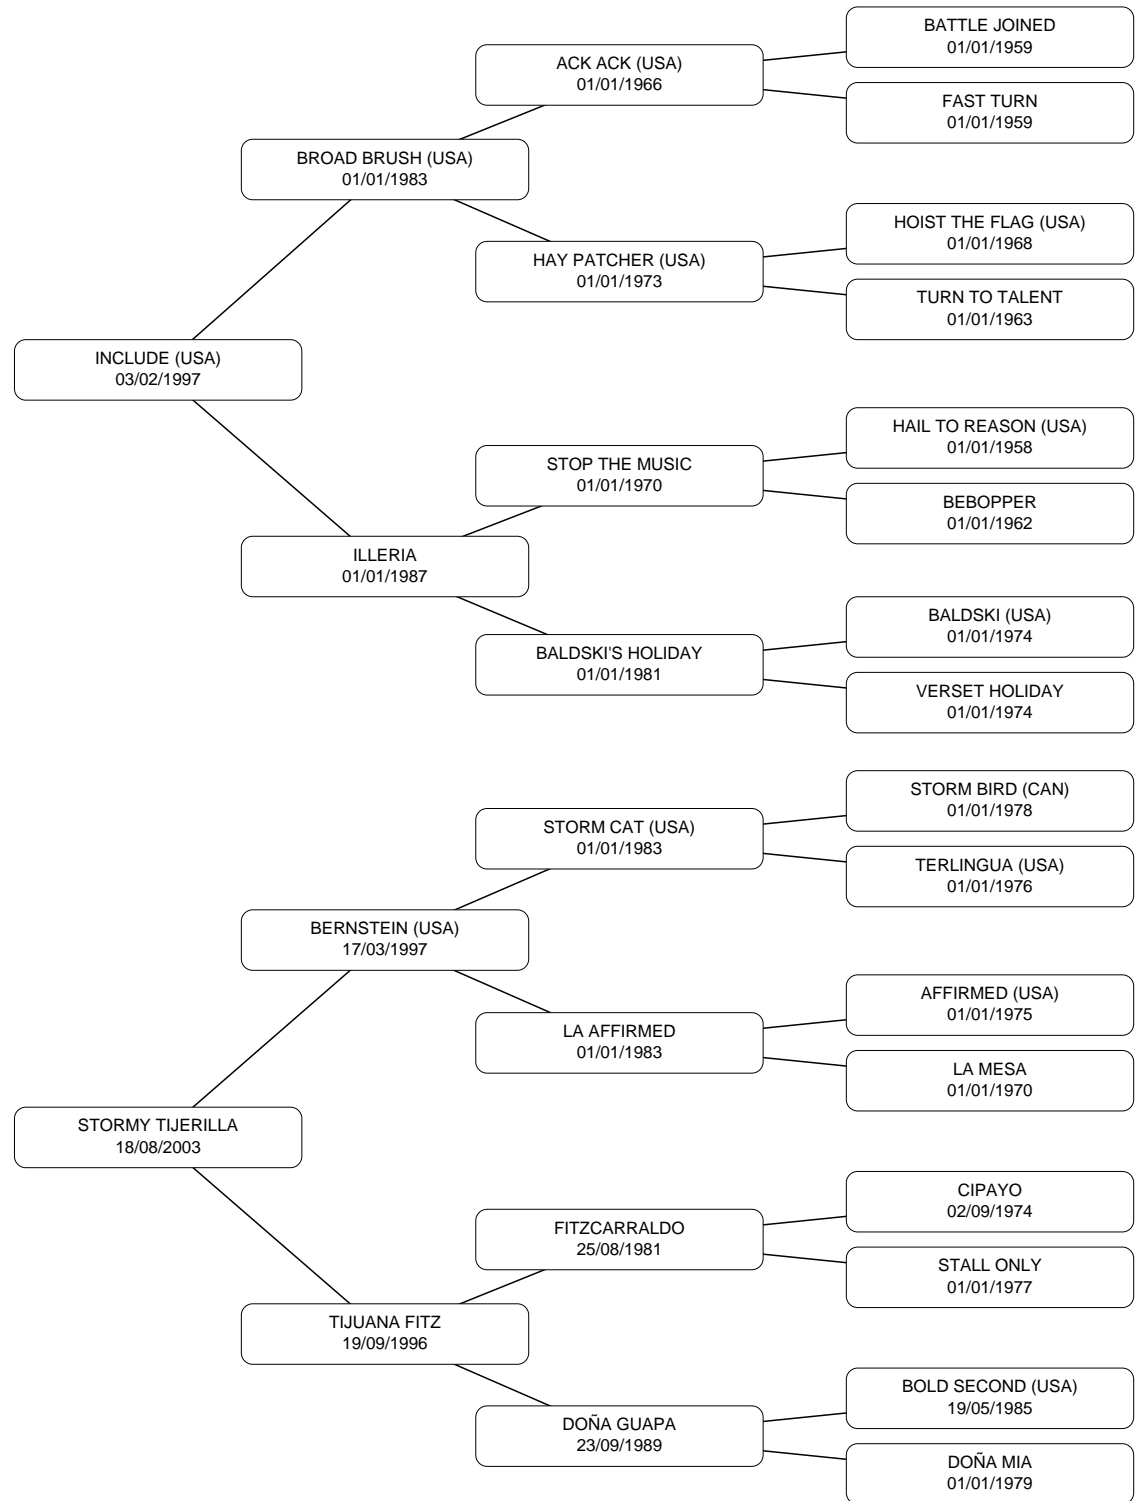 BATTLE JOINED
01/01/1959
ACK ACK (USA)
01/01/1966
FAST TURN
01/01/1959
BROAD BRUSH (USA)
01/01/1983
HOIST THE FLAG (USA)
01/01/1968
HAY PATCHER (USA)
01/01/1973
TURN TO TALENT
01/01/1963
INCLUDE (USA)
03/02/1997
HAIL TO REASON (USA)
01/01/1958
STOP THE MUSIC
01/01/1970
BEBOPPER
01/01/1962
ILLERIA
01/01/1987
BALDSKI (USA)
01/01/1974
BALDSKI'S HOLIDAY
01/01/1981
VERSET HOLIDAY
01/01/1974
STORM BIRD (CAN)
01/01/1978
STORM CAT (USA)
01/01/1983
TERLINGUA (USA)
01/01/1976
BERNSTEIN (USA)
17/03/1997
AFFIRMED (USA)
01/01/1975
LA AFFIRMED
01/01/1983
LA MESA
01/01/1970
STORMY TIJERILLA
18/08/2003
CIPAYO
02/09/1974
FITZCARRALDO
25/08/1981
STALL ONLY
01/01/1977
TIJUANA FITZ
19/09/1996
BOLD SECOND (USA)
19/05/1985
DOÑA GUAPA
23/09/1989
DOÑA MIA
01/01/1979